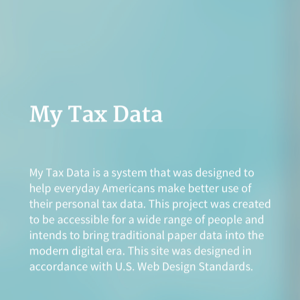 My Tax Data
My Tax Data is a system that was designed to
help everyday Americans make better use of
their personal tax data. This project was created
to be accessible for a wide range of people and
intends to bring traditional paper data into the
modern digital era. This site was designed in
accordance with U.S. Web Design Standards.